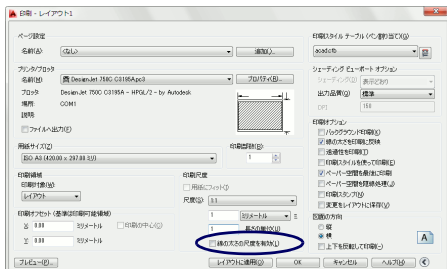 印刷 - レイアウト1
ページ設定
名前(A): <なし> 追加(.)...
プリンタ/プロッタ
名前(M): DesignJet 750C C3195A.pc3 プロパティ(R)...
プロッタ: DesignJet 750C C3195A - HPGL/2 - by Autodesk
場所: COM1
説明:
ファイルへ出力(F)
用紙サイズ(Z)
ISO A3 (420.00 x 297.00 ミリ)
印刷部数(B)
1
印刷領域
印刷対象(W):
レイアウト
印刷尺度
用紙にフィット(I)
尺度(S): 1:1
1 ミリメートル =
1 長さの単位(U)
線の太さの尺度を有効(L)
印刷オフセット (基準は印刷可能領域)
X: 0.00 ミリメートル 印刷の中心(C)
Y: 0.00 ミリメートル
印刷スタイル テーブル (ペン割り当て)(G)
acad.ctb
シェーディング ビューポート オプション
シェーディング(D) 表示どおり
出力品質(Q) 標準
DPI 150
印刷オプション
バックグラウンド印刷(K)
線の太さを印刷に反映
透過性を印刷(T)
印刷スタイルを使って印刷(E)
ペーパー空間を最後に印刷
ペーパー空間を隠線処理(J)
印刷スタンプ(N)
変更をレイアウトに保存(V)
図面の方向
縦
横
上下を反転して印刷(-)
A
プレビュー(P)... レイアウトに適用(O) OK キャンセル ヘルプ(H)